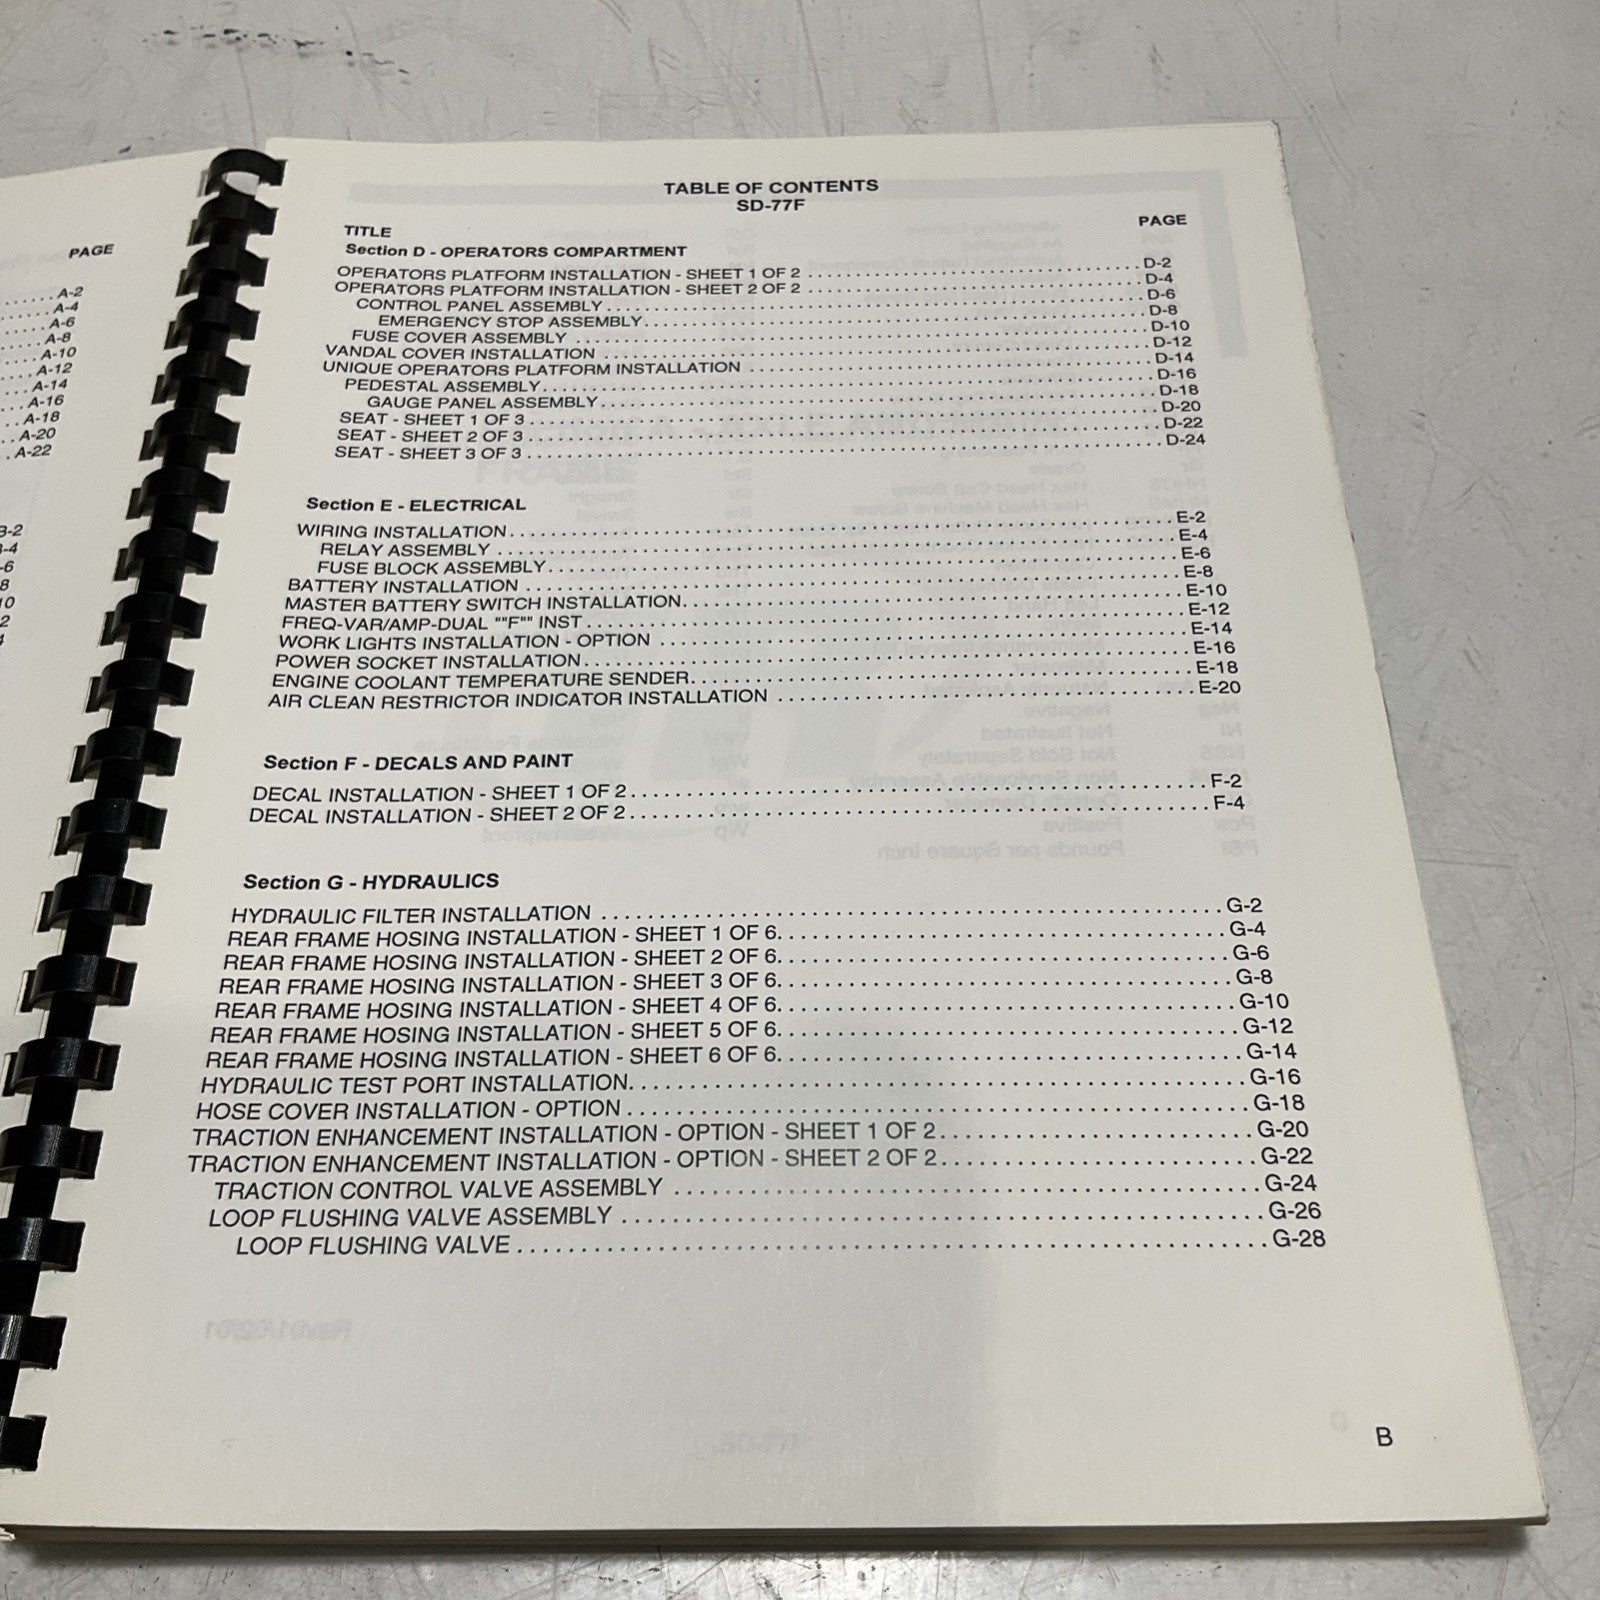 PAGE
A-2
A-4
A-6
A-8
A-10
A-12
A-14
A-16
A-18
A-20
A-22
B-2
TABLE OF CONTENTS
SD-77F
TITLE PAGE
Section D - OPERATORS COMPARTMENT
OPERATORS PLATFORM INSTALLATION - SHEET 1 OF 2 D-2
OPERATORS PLATFORM INSTALLATION - SHEET 2 OF 2 D-4
CONTROL PANEL ASSEMBLY D-6
EMERGENCY STOP ASSEMBLY D-8
FUSE COVER ASSEMBLY D-10
VANDAL COVER INSTALLATION D-12
UNIQUE OPERATORS PLATFORM INSTALLATION D-14
PEDESTAL ASSEMBLY D-16
GAUGE PANEL ASSEMBLY D-18
SEAT - SHEET 1 OF 3 D-20
SEAT - SHEET 2 OF 3 D-22
SEAT - SHEET 3 OF 3 D-24
Section E - ELECTRICAL
WIRING INSTALLATION E-2
RELAY ASSEMBLY E-4
FUSE BLOCK ASSEMBLY E-6
BATTERY INSTALLATION E-8
MASTER BATTERY SWITCH INSTALLATION E-10
FREQ-VAR/AMP-DUAL ""F"" INST E-12
WORK LIGHTS INSTALLATION - OPTION E-14
POWER SOCKET INSTALLATION E-16
ENGINE COOLANT TEMPERATURE SENDER E-18
AIR CLEAN RESTRICTOR INDICATOR INSTALLATION E-20
Section F - DECALS AND PAINT
DECAL INSTALLATION - SHEET 1 OF 2 F-2
DECAL INSTALLATION - SHEET 2 OF 2 F-4
Section G - HYDRAULICS
HYDRAULIC FILTER INSTALLATION G-2
REAR FRAME HOSING INSTALLATION - SHEET 1 OF 6 G-4
REAR FRAME HOSING INSTALLATION - SHEET 2 OF 6 G-6
REAR FRAME HOSING INSTALLATION - SHEET 3 OF 6 G-8
REAR FRAME HOSING INSTALLATION - SHEET 4 OF 6 G-10
REAR FRAME HOSING INSTALLATION - SHEET 5 OF 6 G-12
REAR FRAME HOSING INSTALLATION - SHEET 6 OF 6 G-14
HYDRAULIC TEST PORT INSTALLATION G-16
HOSE COVER INSTALLATION - OPTION G-18
TRACTION ENHANCEMENT INSTALLATION - OPTION - SHEET 1 OF 2 G-20
TRACTION ENHANCEMENT INSTALLATION - OPTION - SHEET 2 OF 2 G-22
TRACTION CONTROL VALVE ASSEMBLY G-24
LOOP FLUSHING VALVE ASSEMBLY G-26
LOOP FLUSHING VALVE G-28
B